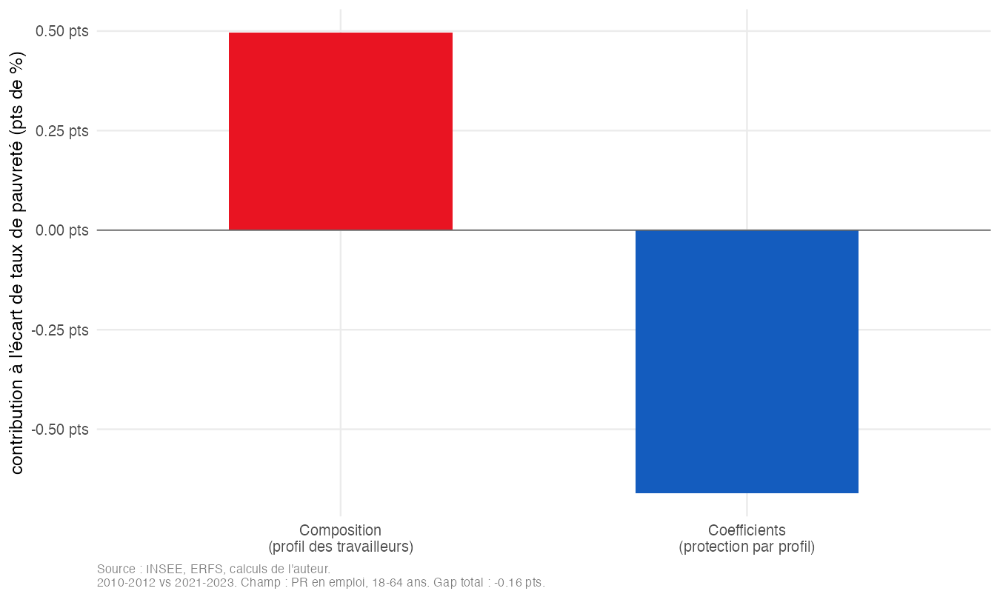 contribution à l'écart de taux de pauvreté (pts de %)
0.50 pts
0.25 pts
0.00 pts
-0.25 pts
-0.50 pts
Composition
(profil des travailleurs)
Coefficients
(protection par profil)
Source : INSEE, ERFS, calculs de l'auteur.
2010-2012 vs 2021-2023. Champ : PR en emploi, 18-64 ans. Gap total : -0.16 pts.